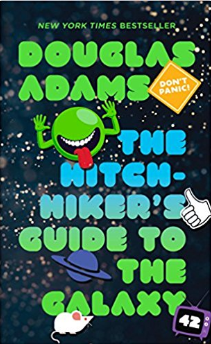 NEW YORK TIMES BESTSELLER
DOUGLAS
ADAMS
DON'T
PANIC!
THE
HITCH-
HIKER'S
GUIDE TO
THE
GALAXY
42